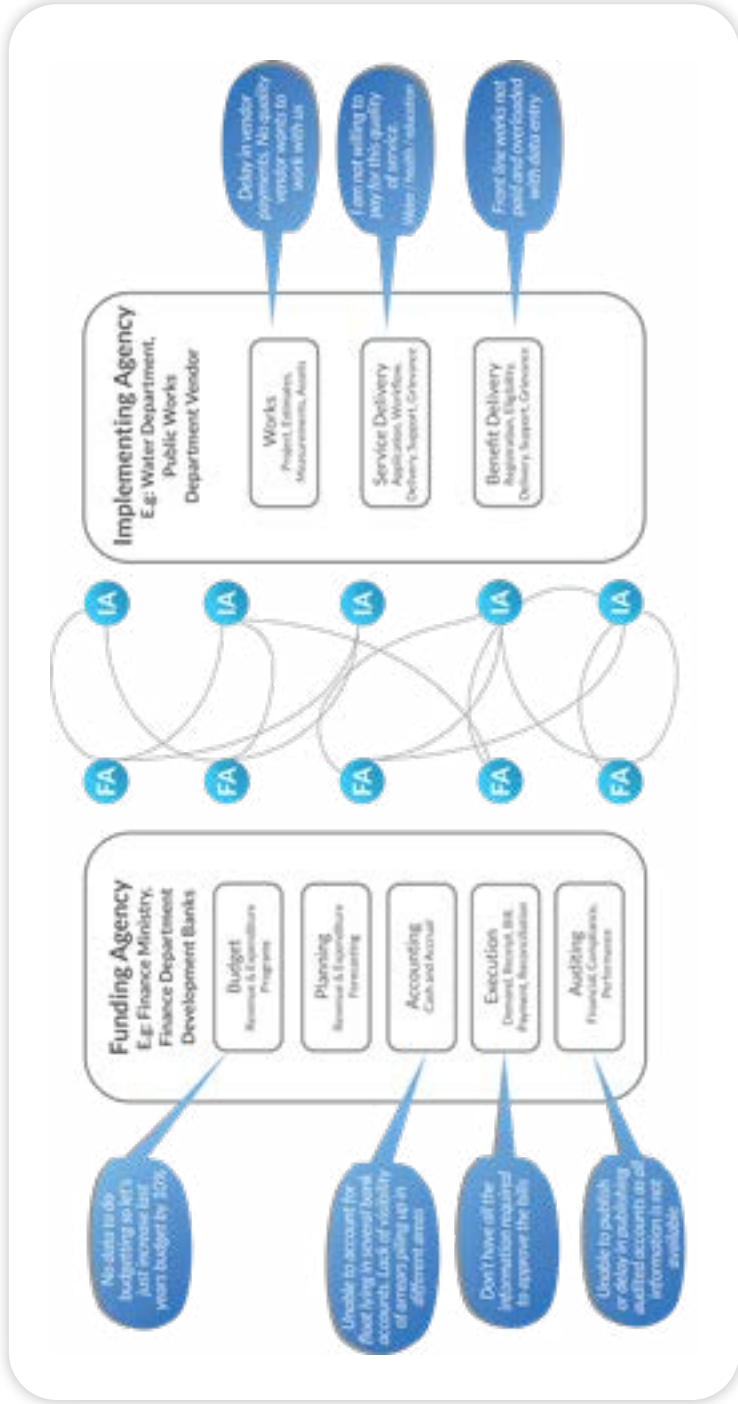 No data to do
budgeting so let's
just increase last
years budget by 10%
Unable to account for
float lying in several bank
accounts. Lack of visibility
of arrears piling up in
different areas
Don't have all the
information required
to approve the bills
Unable to publish
or delay in publishing
audited accounts as all
information is not
available
Funding Agency
E.g: Finance Ministry,
Finance Department
Development Banks
Budget
Revenue & Expenditure
Programs
Planning
Revenue & Expenditure
Forecasting
Accounting
Cash and Accrual
Execution
Demand, Receipt, Bill,
Payment, Reconciliation
Auditing
Financial, Compliance,
Performance
FA
FA
FA
FA
FA
IA
IA
IA
IA
IA
Implementing Agency
E.g: Water Department,
Public Works
Department Vendor
Works
Project, Estimates,
Measurements, Assets
Service Delivery
Application, Workflow,
Delivery, Support, Grievance
Benefit Delivery
Registration, Eligibility,
Delivery, Support, Grievance
Delay in vendor
payments. No quality
vendor wants to
work with us
I am not willing to
pay for this quality
of service.
Water / health / education
Front line works not
paid and overloaded
with data entry